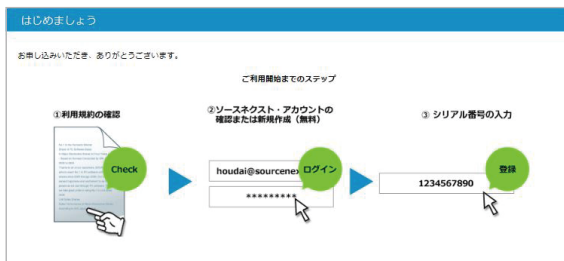 はじめましょう
お申し込みいただき、ありがとうございます。
ご利用開始までのステップ
①利用規約の確認
②ソースネクスト・アカウントの
確認または新規作成（無料）
③ シリアル番号の入力
Check
houdai@sourcenex
ログイン
*********
1234567890
登録